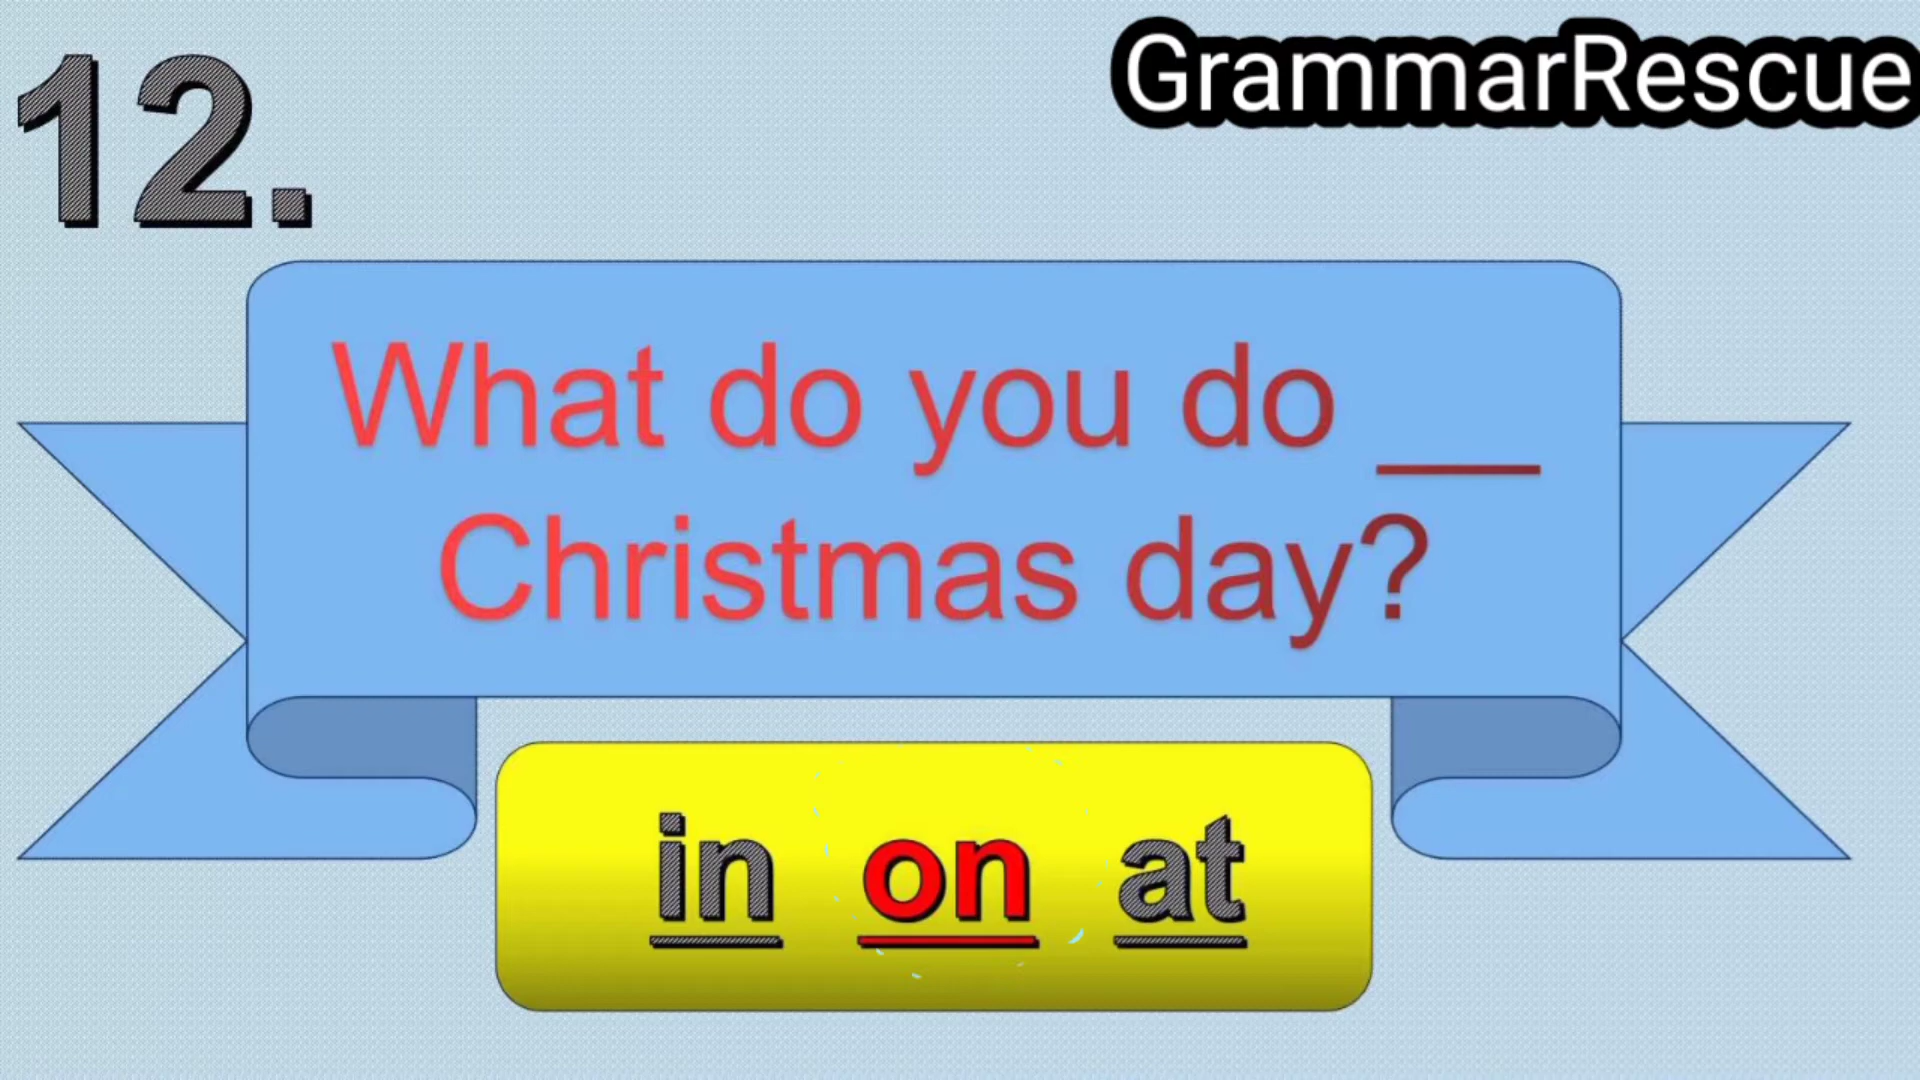 12.
GrammarRescue
What do you do ___
Christmas day?
in on at